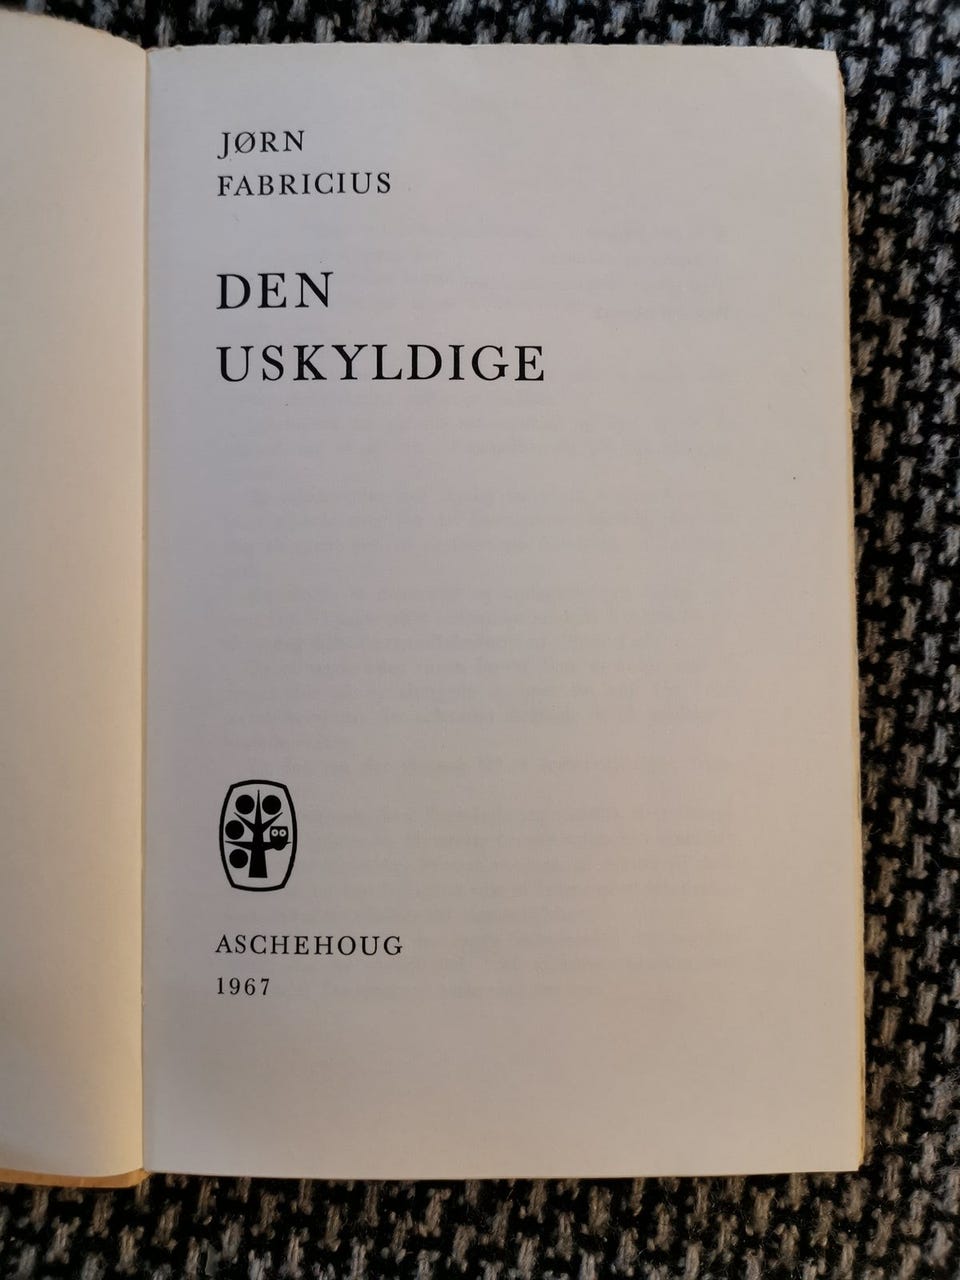 JØRN
FABRICIUS
DEN
USKYLDIGE
ASCHEHOUG
1967